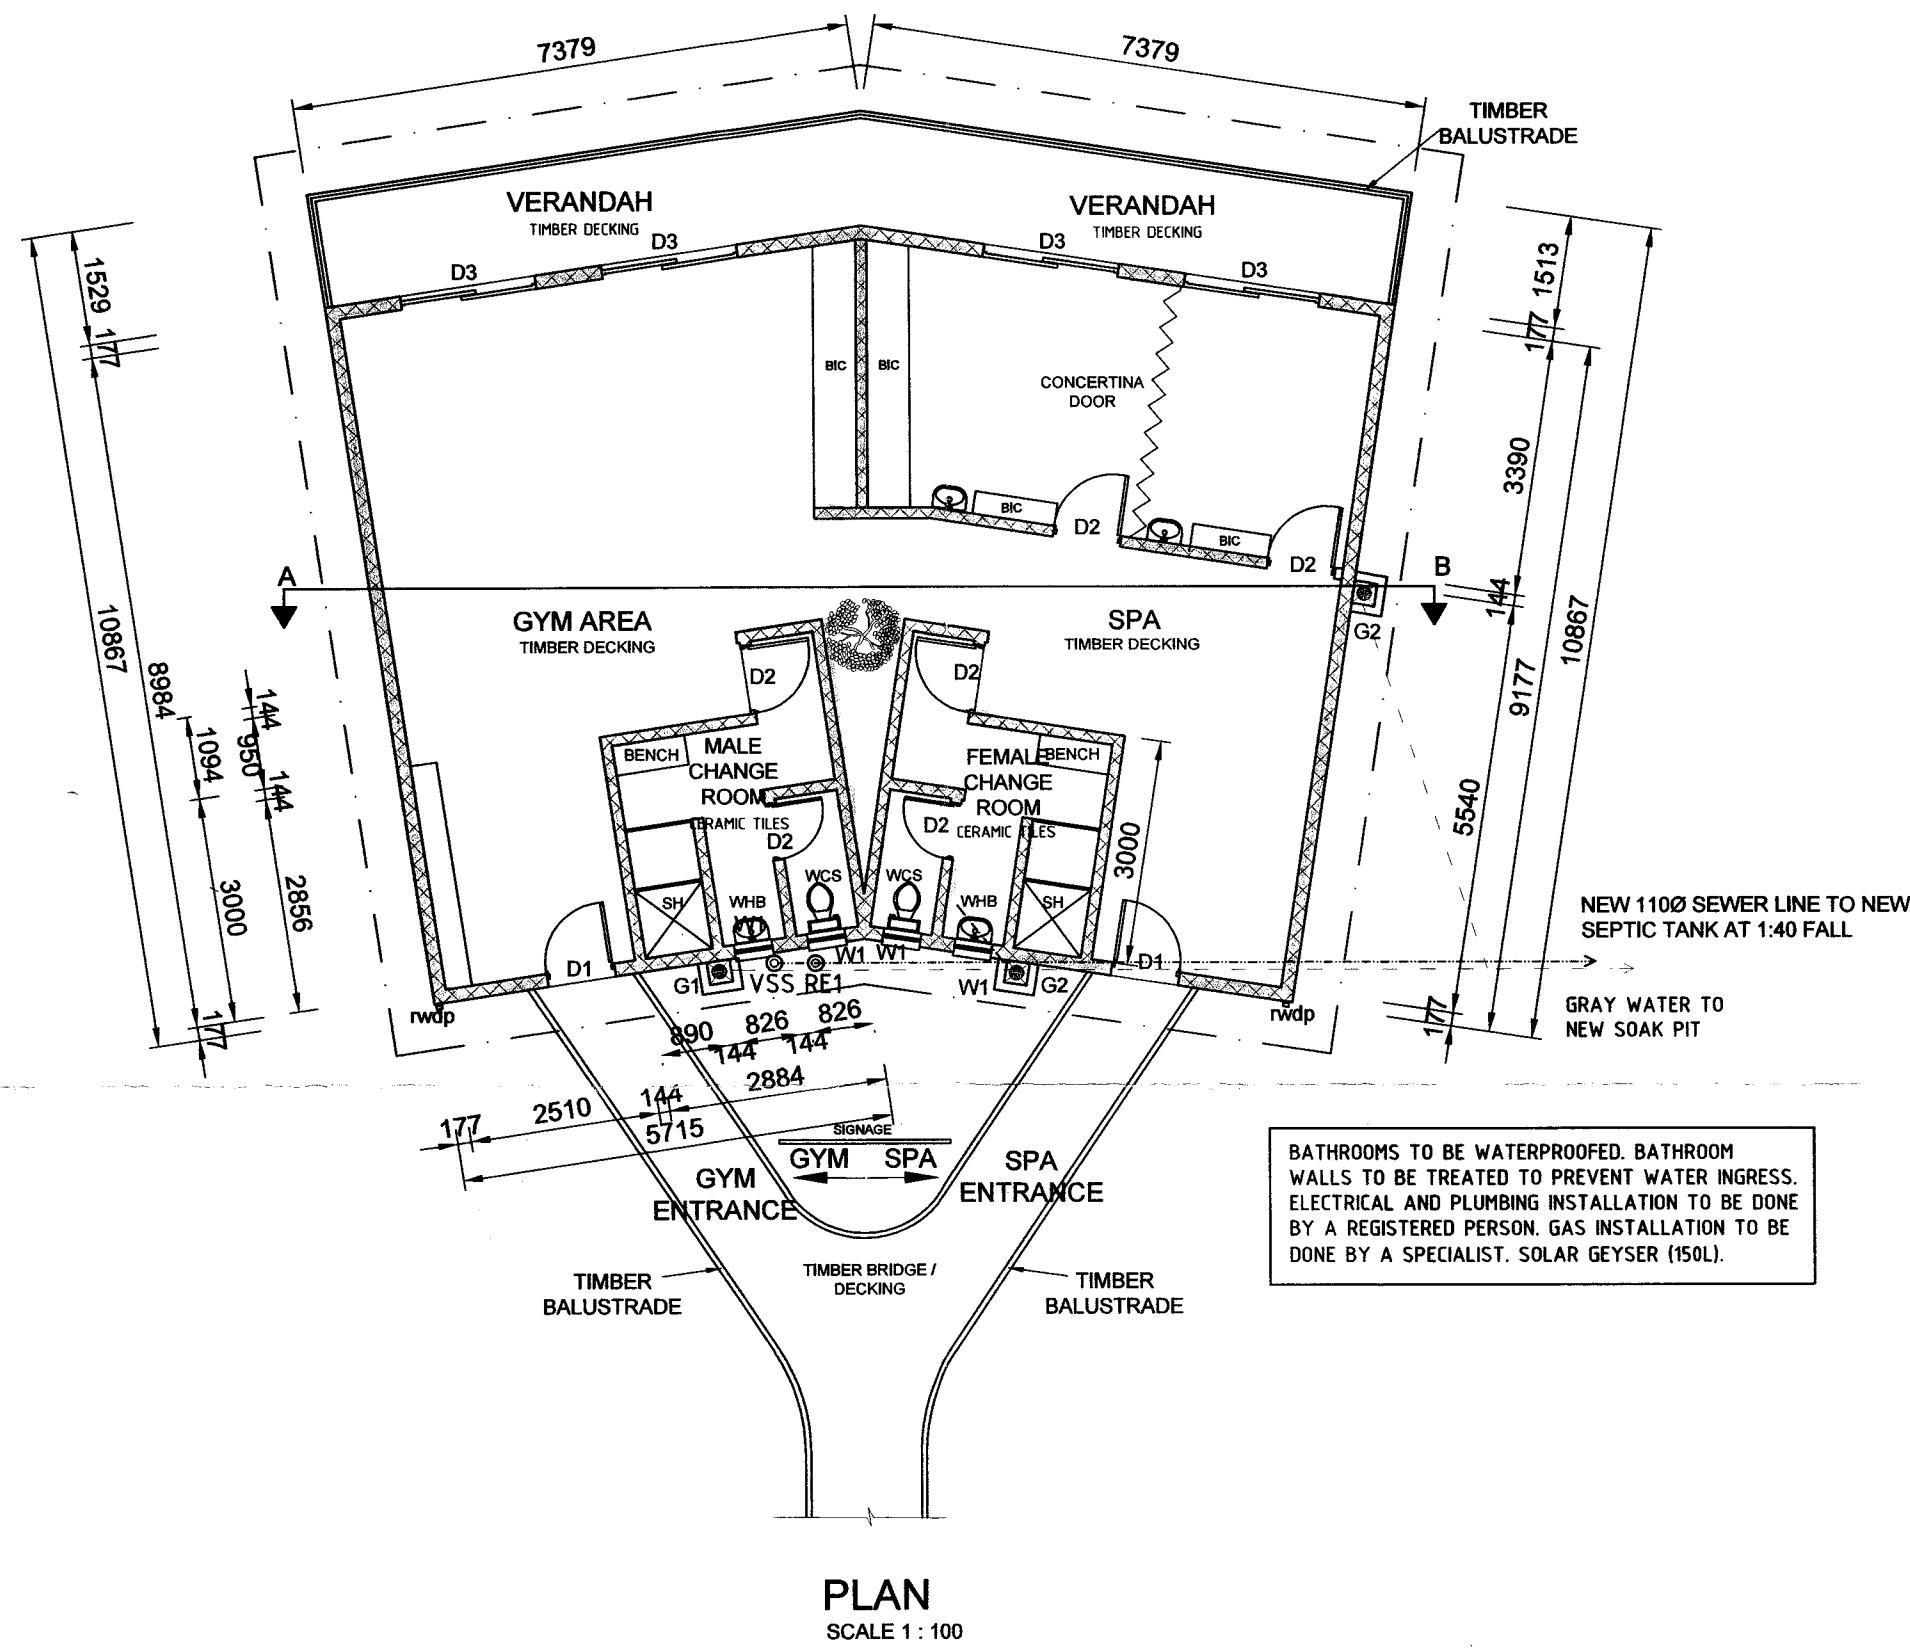 7379
7379
TIMBER
BALUSTRADE
VERANDAH
TIMBER DECKING
VERANDAH
TIMBER DECKING
D3
D3
D3
D3
1529
177
1513
177
BIC
BIC
CONCERTINA
DOOR
3390
BIC
D2
BIC
D2
A
B
144
G2
10867
8984
10867
9177
5540
GYM AREA
TIMBER DECKING
SPA
TIMBER DECKING
D2
D2
144
950
144
1094
3000
2856
177
BENCH
MALE
CHANGE
ROOM
CERAMIC TILES
FEMALE
CHANGE
ROOM
CERAMIC TILES
BENCH
D2
D2
3000
WCS
WCS
SH
WHB
WHB
SH
W1
W1
W1
W1
D1
D1
G1
VSS
RE1
G2
rwdp
rwdp
177
NEW 110Ø SEWER LINE TO NEW
SEPTIC TANK AT 1:40 FALL
GRAY WATER TO
NEW SOAK PIT
890
826
826
144
144
2884
144
2510
177
5715
SIGNAGE
GYM
SPA
GYM
ENTRANCE
SPA
ENTRANCE
BATHROOMS TO BE WATERPROOFED. BATHROOM
WALLS TO BE TREATED TO PREVENT WATER INGRESS.
ELECTRICAL AND PLUMBING INSTALLATION TO BE DONE
BY A REGISTERED PERSON. GAS INSTALLATION TO BE
DONE BY A SPECIALIST. SOLAR GEYSER (150L).
TIMBER BRIDGE /
DECKING
TIMBER
BALUSTRADE
TIMBER
BALUSTRADE
PLAN
SCALE 1 : 100